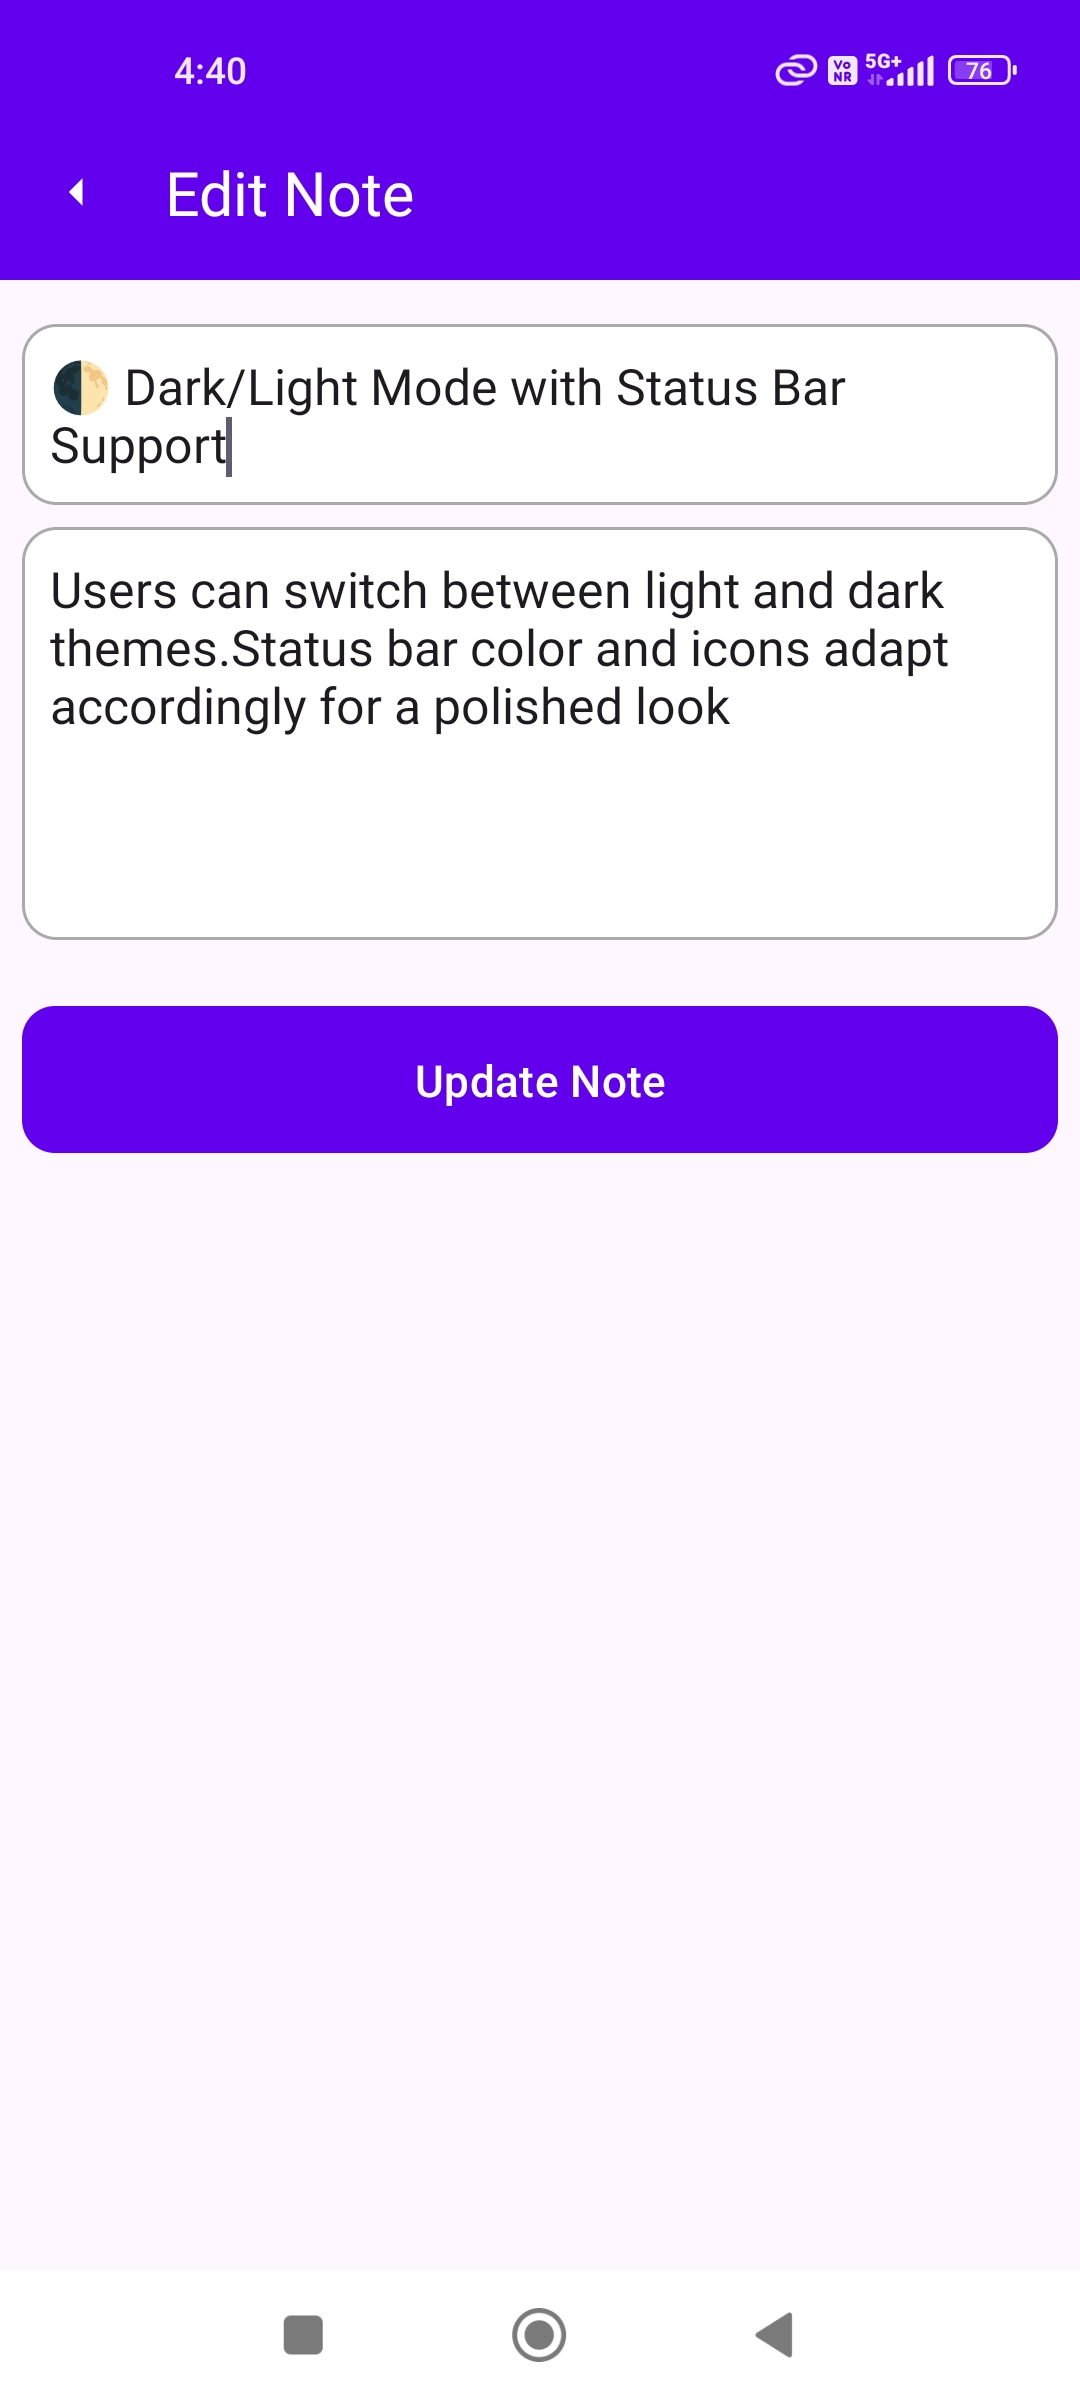 4:40
Vo NR 5G+ 76
Edit Note
🌓 Dark/Light Mode with Status Bar
Support
Users can switch between light and dark
themes.Status bar color and icons adapt
accordingly for a polished look
Update Note